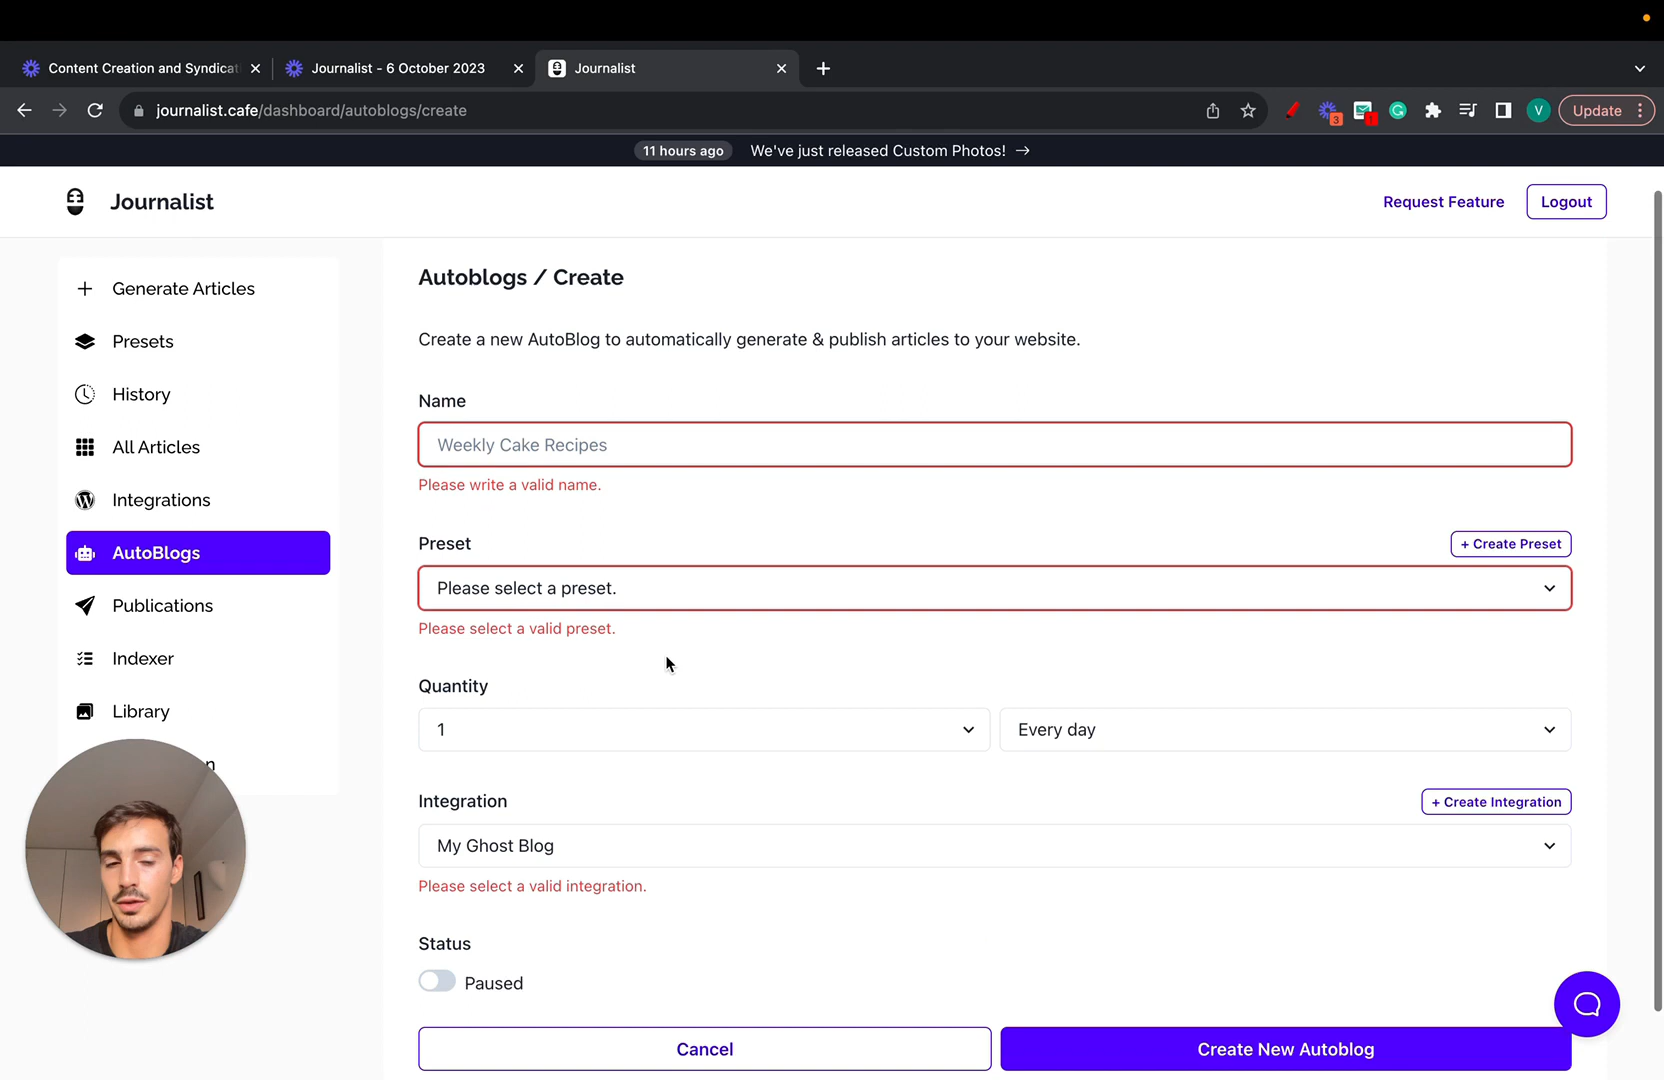 Content Creation and Syndicat
Journalist - 6 October 2023
Journalist
journalist.cafe/dashboard/autoblogs/create
3
V
Update
11 hours ago
We've just released Custom Photos! →
Journalist
Request Feature
Logout
Generate Articles
Presets
History
All Articles
Integrations
AutoBlogs
Publications
Indexer
Library
n
Autoblogs / Create
Create a new AutoBlog to automatically generate & publish articles to your website.
Name
Weekly Cake Recipes
Please write a valid name.
Preset
+ Create Preset
Please select a preset.
Please select a valid preset.
Quantity
1
Every day
Integration
+ Create Integration
My Ghost Blog
Please select a valid integration.
Status
Paused
Cancel
Create New Autoblog